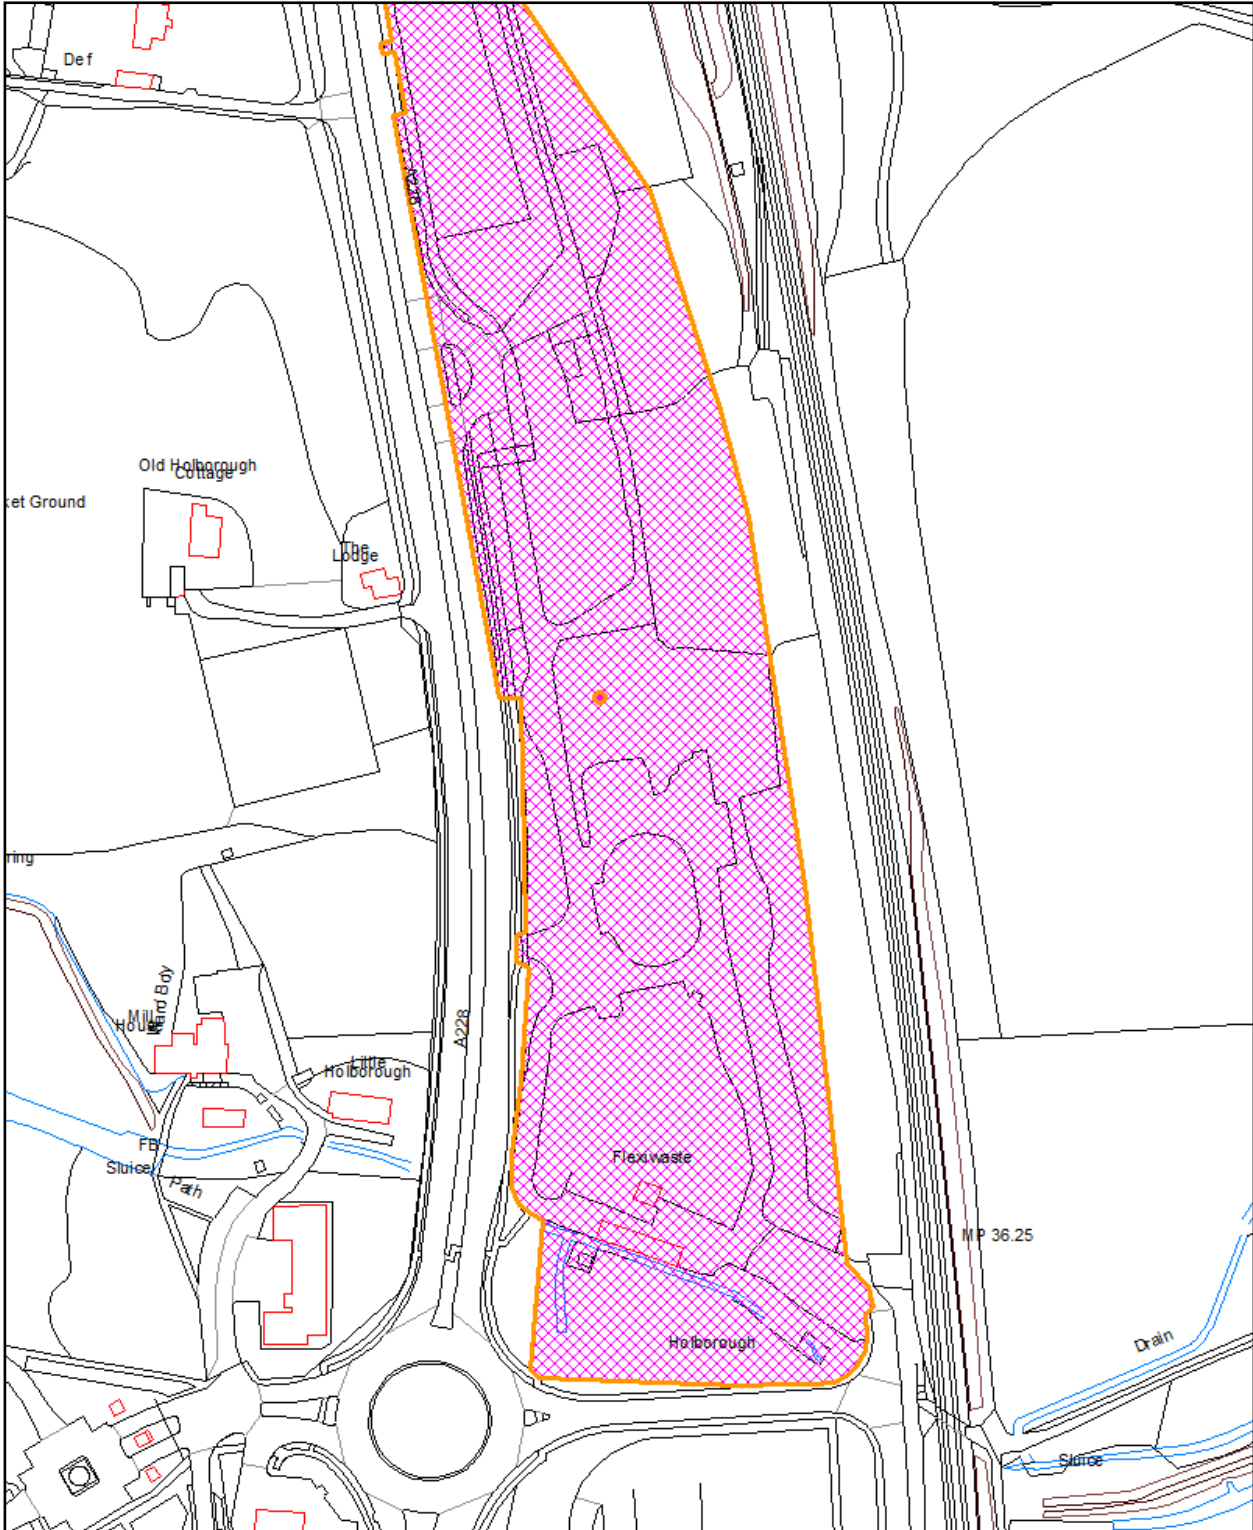 Def
A228
Old Holborough
Cottage
ket Ground
The
Lodge
ring
Ward Bdy
Mill
House
A228
Little
Holborough
FB
Sluice
Path
Flexiwaste
MP 36.25
Holborough
Drain
Sluice